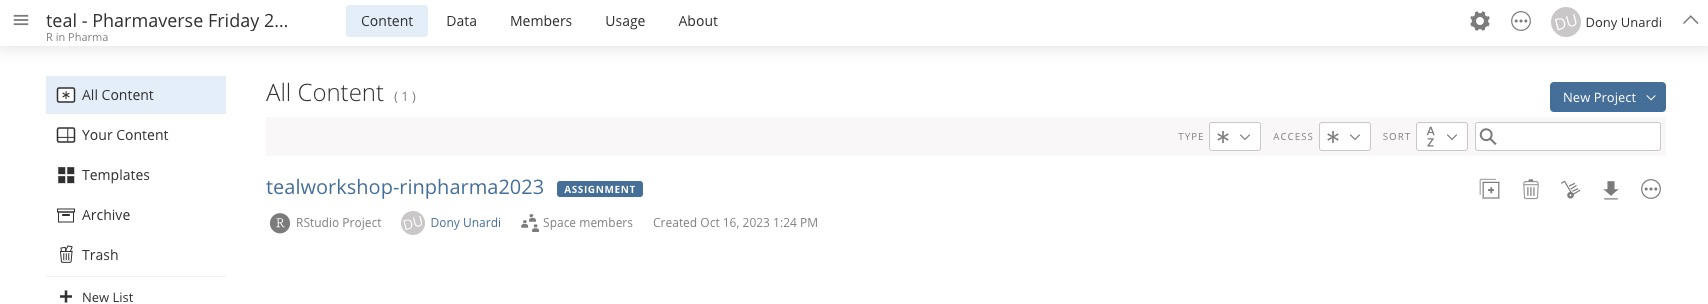 teal - Pharmaverse Friday 2... Content Data Members Usage About DU Dony Unardi
R in Pharma
All Content
Your Content
Templates
Archive
Trash
New List
All Content ( 1 ) New Project
TYPE ACCESS SORT A Z
tealworkshop-rinpharma2023 ASSIGNMENT
R RStudio Project DU Dony Unardi Space members Created Oct 16, 2023 1:24 PM